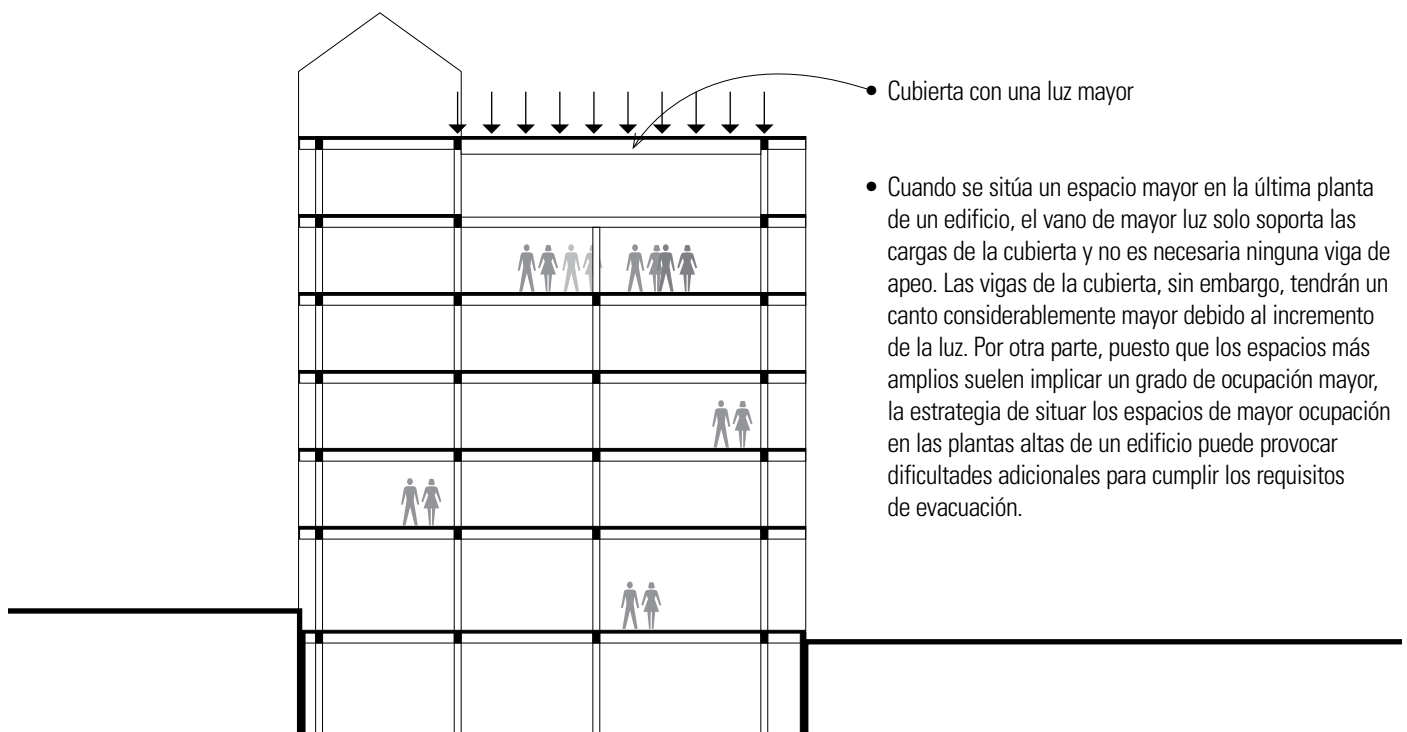 • Cubierta con una luz mayor
• Cuando se sitúa un espacio mayor en la última planta
de un edificio, el vano de mayor luz solo soporta las
cargas de la cubierta y no es necesaria ninguna viga de
apeo. Las vigas de la cubierta, sin embargo, tendrán un
canto considerablemente mayor debido al incremento
de la luz. Por otra parte, puesto que los espacios más
amplios suelen implicar un grado de ocupación mayor,
la estrategia de situar los espacios de mayor ocupación
en las plantas altas de un edificio puede provocar
dificultades adicionales para cumplir los requisitos
de evacuación.